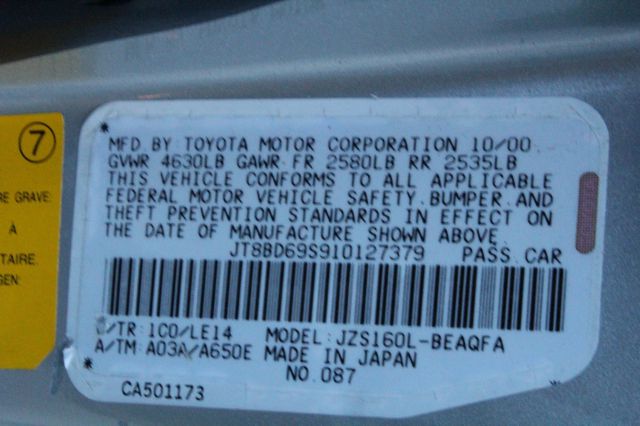 7
RE GRAVE
À
TAIRE.
GEN
MFD BY TOYOTA MOTOR CORPORATION 10/00
GVWR 4630LB GAWR FR 2580LB RR 2535LB
THIS VEHICLE CONFORMS TO ALL APPLICABLE
FEDERAL MOTOR VEHICLE SAFETY, BUMPER, AND
THEFT PREVENTION STANDARDS IN EFFECT ON
THE DATE OF MANUFACTURE SHOWN ABOVE.
JT8BD69S910127379 PASS. CAR
C/TR: 1C0/LE14 MODEL: JZS160L-BEAQFA
A/TM: A03A/A650E MADE IN JAPAN
NO. 087
CA501173